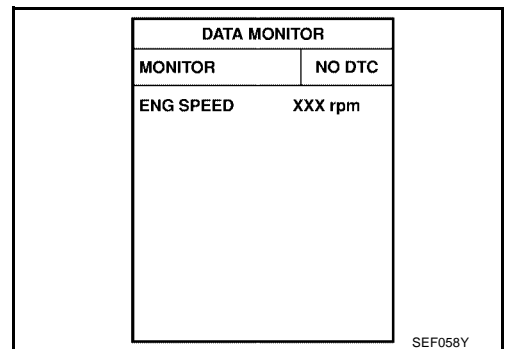 DATA MONITOR
MONITOR NO DTC
ENG SPEED XXX rpm
SEF058Y